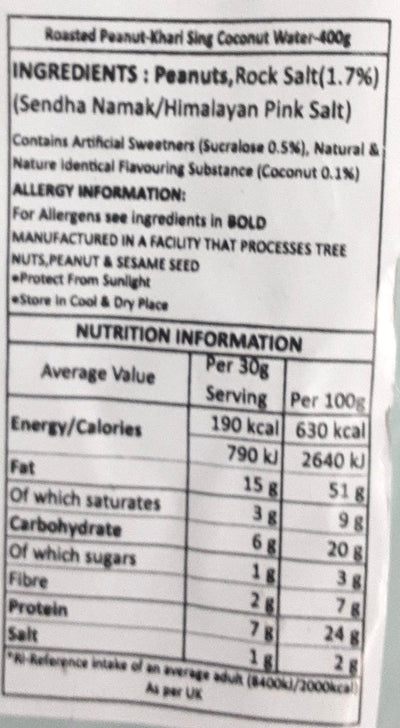 Roasted Peanut-Khari Sing Coconut Water-400g
INGREDIENTS : Peanuts, Rock Salt(1.7%)
(Sendha Namak/Himalayan Pink Salt)
Contains Artificial Sweetners (Sucralose 0.5%), Natural &
Nature Identical Flavouring Substance (Coconut 0.1%)
ALLERGY INFORMATION:
For Allergens see ingredients in BOLD
MANUFACTURED IN A FACILITY THAT PROCESSES TREE
NUTS,PEANUT & SESAME SEED
•Protect From Sunlight
•Store In Cool & Dry Place
NUTRITION INFORMATION
Average Value Per 30g Serving Per 100g
Energy/Calories 190 kcal 630 kcal
790 kJ 2640 kJ
Fat 15 g 51 g
Of which saturates 3 g 9 g
Carbohydrate 6 g 20 g
Of which sugars 1 g 3 g
Fibre 2 g 7 g
Protein 7 g 24 g
Salt 1 g 2 g
*RI-Reference intake of an average adult (8400kJ/2000kcal)
As per UK